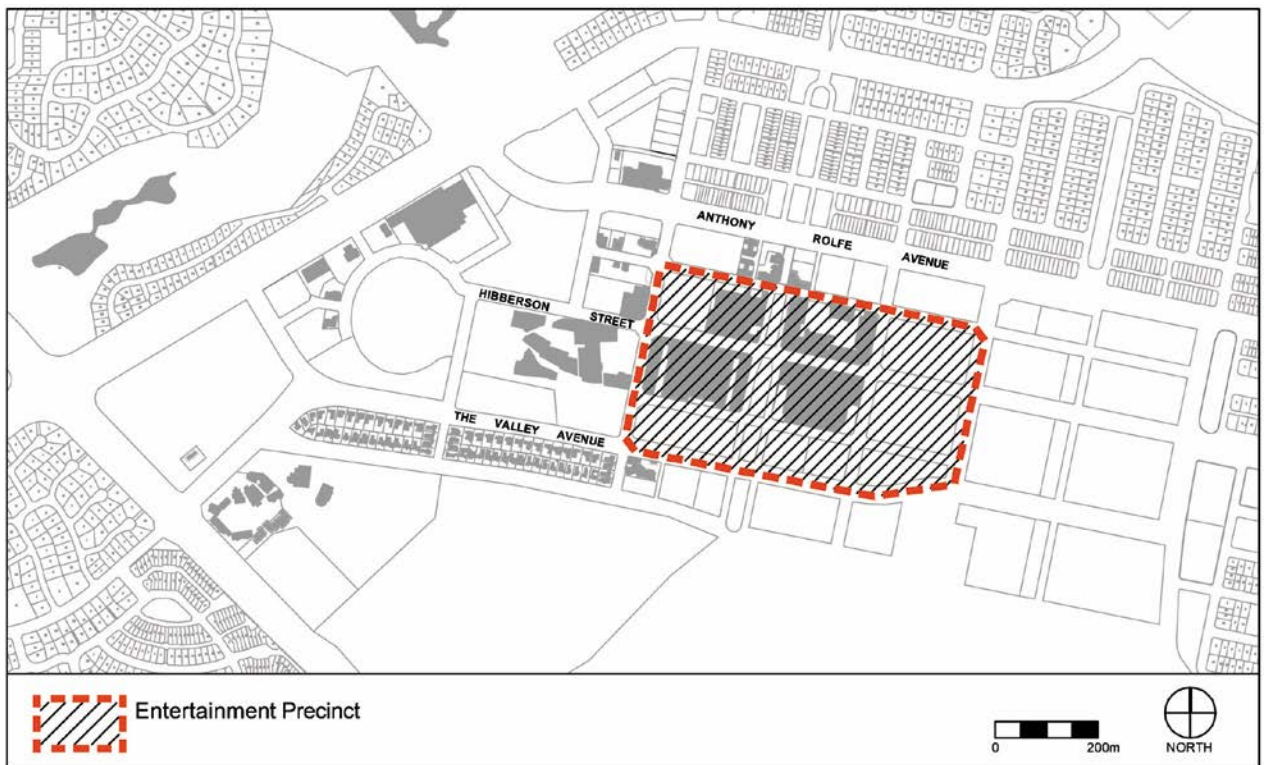 ANTHONY ROLFE AVENUE
HIBBERSON STREET
THE VALLEY AVENUE
Entertainment Precinct
0 200m
NORTH